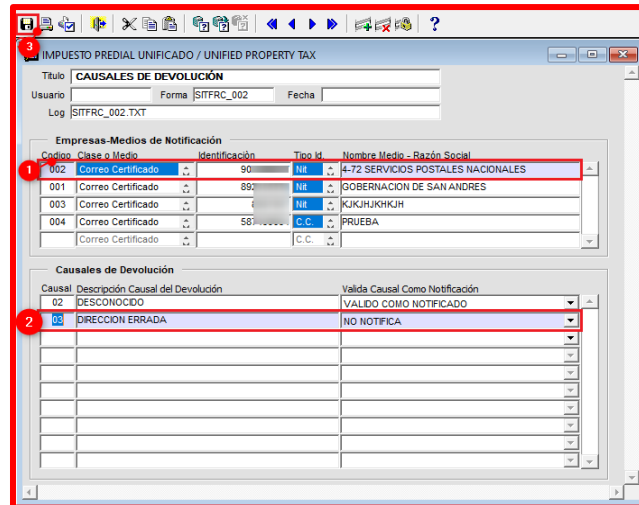 ?
3
IMPUESTO PREDIAL UNIFICADO / UNIFIED PROPERTY TAX
Titulo CAUSALES DE DEVOLUCIÓN
Usuario Forma SITFRC_002 Fecha
Log SITFRC_002.TXT
Empresas-Medios de Notificación
Codigo Clase o Medio Identificación Tipo Id. Nombre Medio - Razón Social
1 002 Correo Certificado 90 Nit 4-72 SERVICIOS POSTALES NACIONALES
001 Correo Certificado 892 Nit GOBERNACION DE SAN ANDRES
003 Correo Certificado Nit KJKJHJKHKJH
004 Correo Certificado 587 C.C. PRUEBA
Correo Certificado C.C.
Causales de Devolución
Causal Descripción Causal del Devolución Valida Causal Como Notificación
02 DESCONOCIDO VALIDO COMO NOTIFICADO
2 03 DIRECCION ERRADA NO NOTIFICA